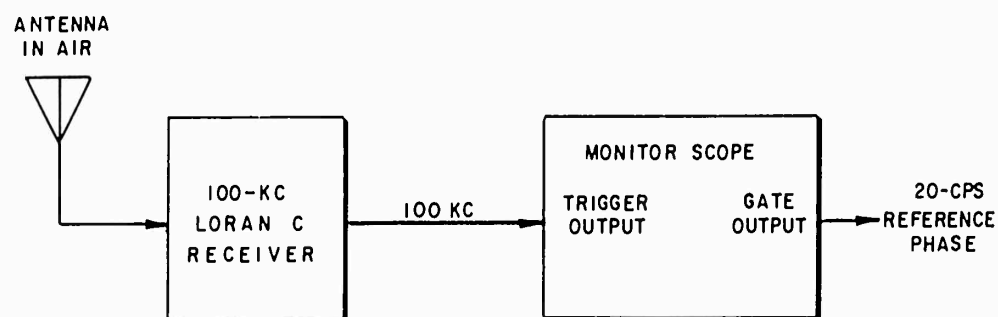 ANTENNA
IN AIR
100-KC
LORAN C
RECEIVER
100 KC
MONITOR SCOPE
TRIGGER
OUTPUT
GATE
OUTPUT
20-CPS
REFERENCE
PHASE